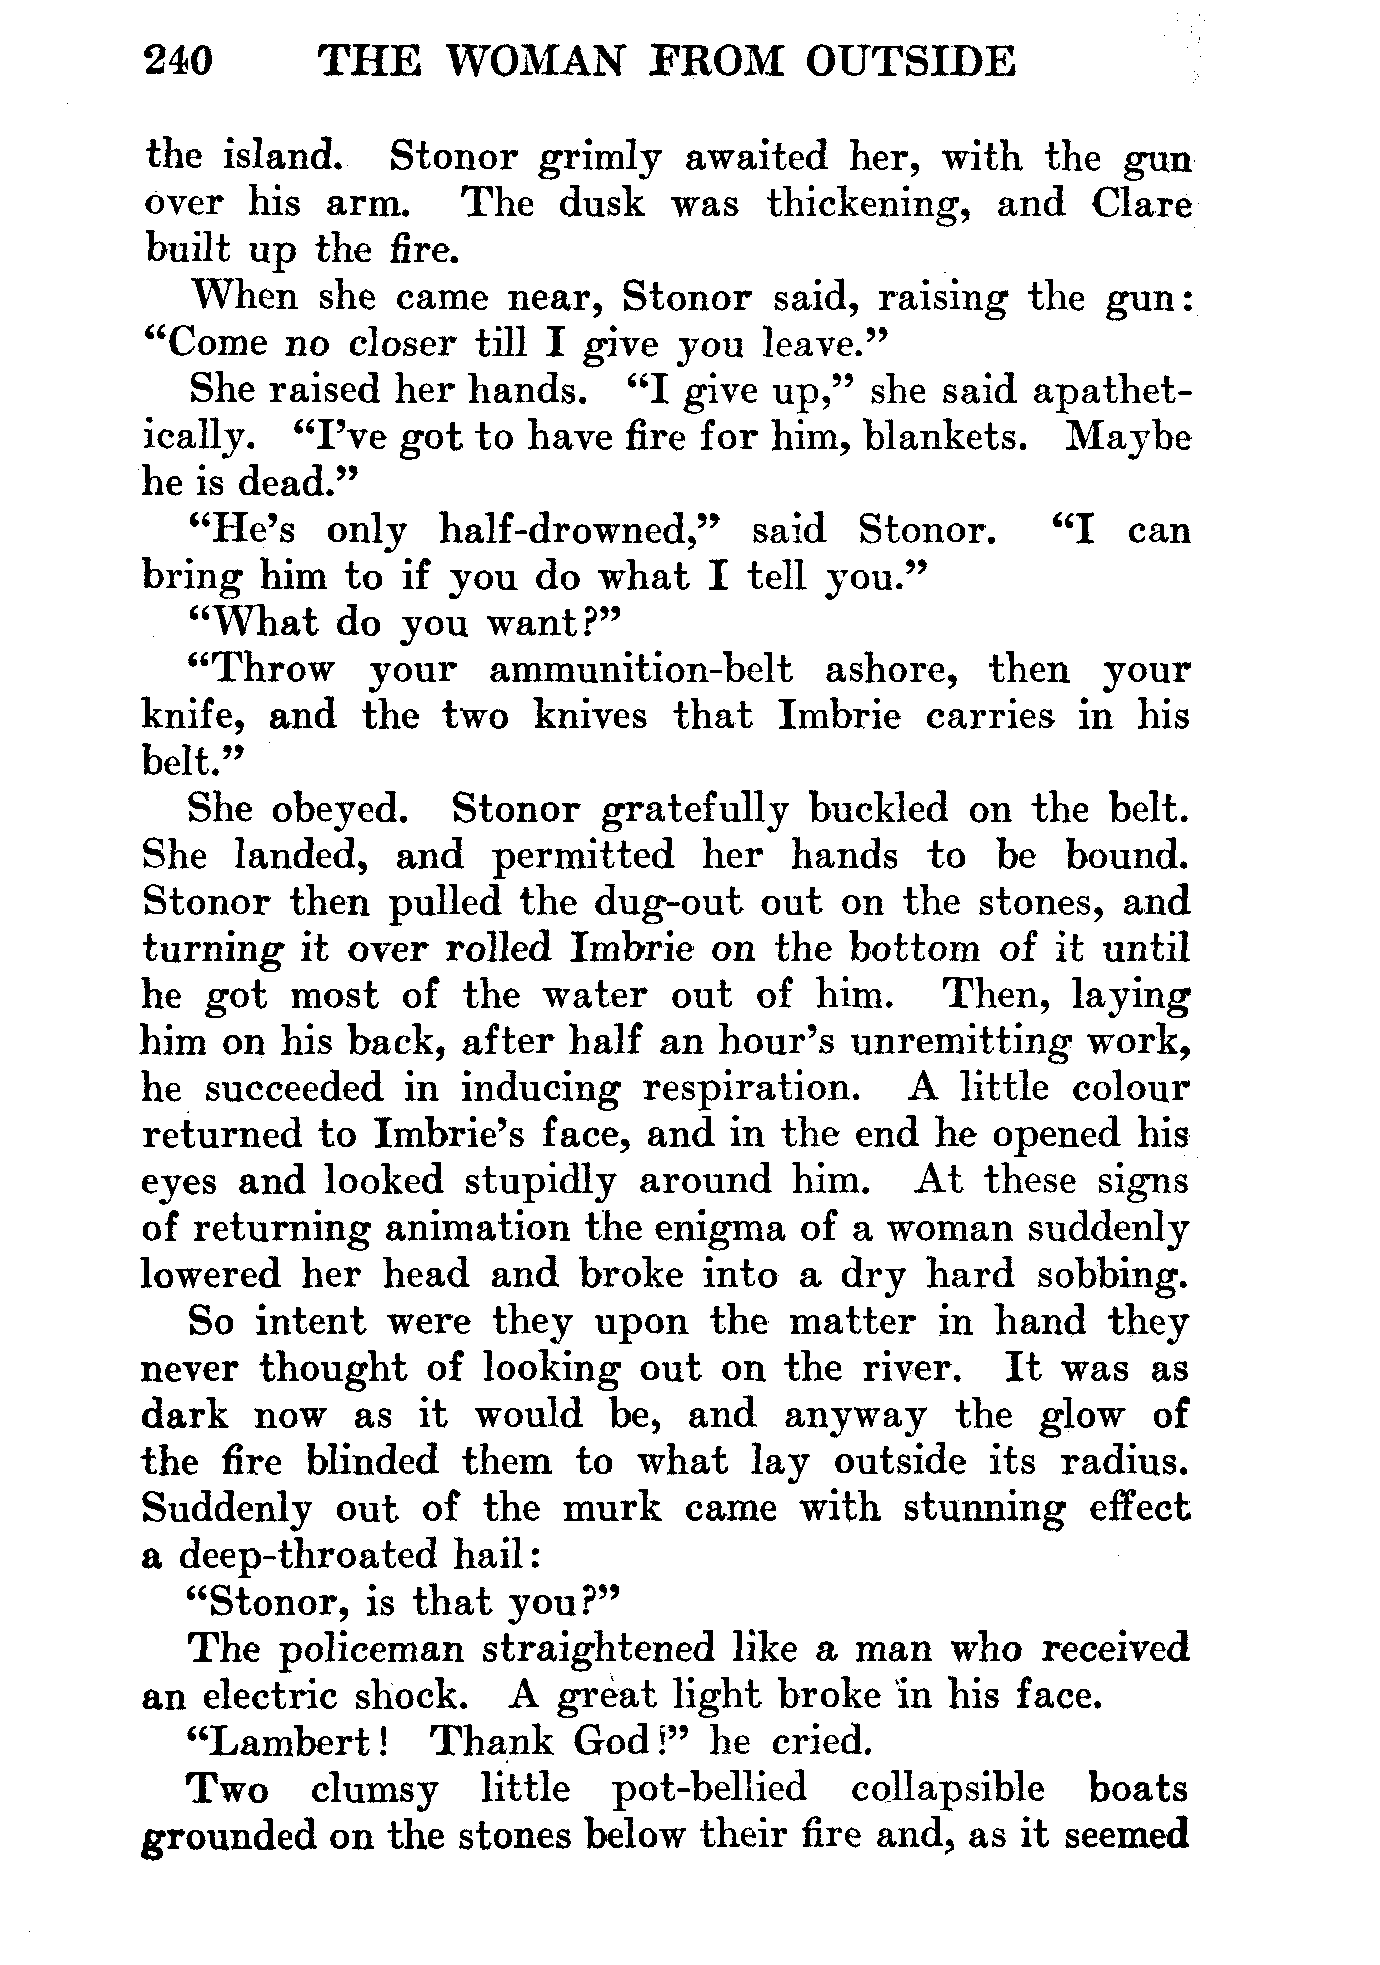 240 THE WOMAN FROM OUTSIDE
the island. Stonor grimly awaited her, with the gun
over his arm. The dusk was thickening, and Clare
built up the fire.
When she came near, Stonor said, raising the gun:
“Come no closer till I give you leave.”
She raised her hands. “I give up,” she said apathet-
ically. “I’ve got to have fire for him, blankets. Maybe
he is dead.”
“He’s only half-drowned,” said Stonor. “I can
bring him to if you do what I tell you.”
“What do you want?”
“Throw your ammunition-belt ashore, then your
knife, and the two knives that Imbrie carries in his
belt.”
She obeyed. Stonor gratefully buckled on the belt.
She landed, and permitted her hands to be bound.
Stonor then pulled the dug-out out on the stones, and
turning it over rolled Imbrie on the bottom of it until
he got most of the water out of him. Then, laying
him on his back, after half an hour’s unremitting work,
he succeeded in inducing respiration. A little colour
returned to Imbrie’s face, and in the end he opened his
eyes and looked stupidly around him. At these signs
of returning animation the enigma of a woman suddenly
lowered her head and broke into a dry hard sobbing.
So intent were they upon the matter in hand they
never thought of looking out on the river. It was as
dark now as it would be, and anyway the glow of
the fire blinded them to what lay outside its radius.
Suddenly out of the murk came with stunning effect
a deep-throated hail:
“Stonor, is that you?”
The policeman straightened like a man who received
an electric shock. A great light broke in his face.
“Lambert! Thank God!” he cried.
Two clumsy little pot-bellied collapsible boats
grounded on the stones below their fire and, as it seemed